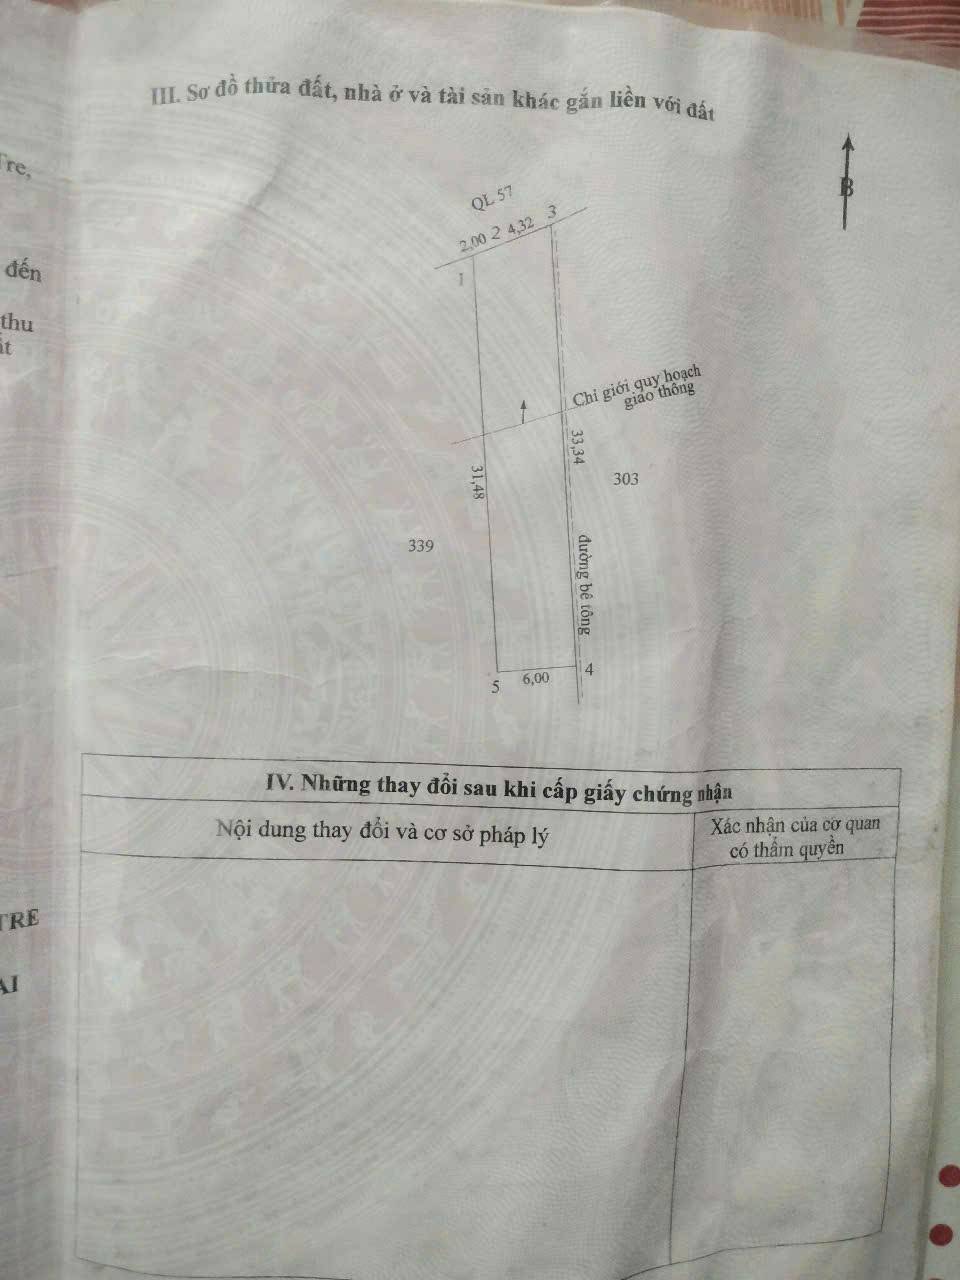 III. Sơ đồ thửa đất, nhà ở và tài sản khác gắn liền với đất
Tre,
B
QL 57
2,00 2 4,32 3
1
đến
thu
Chỉ giới quy hoạch
giao thông
33,34
31,48
303
339
đường bê tông
4
5
6,00
IV. Những thay đổi sau khi cấp giấy chứng nhận
Nội dung thay đổi và cơ sở pháp lý
Xác nhận của cơ quan
có thẩm quyền
TRE
AI